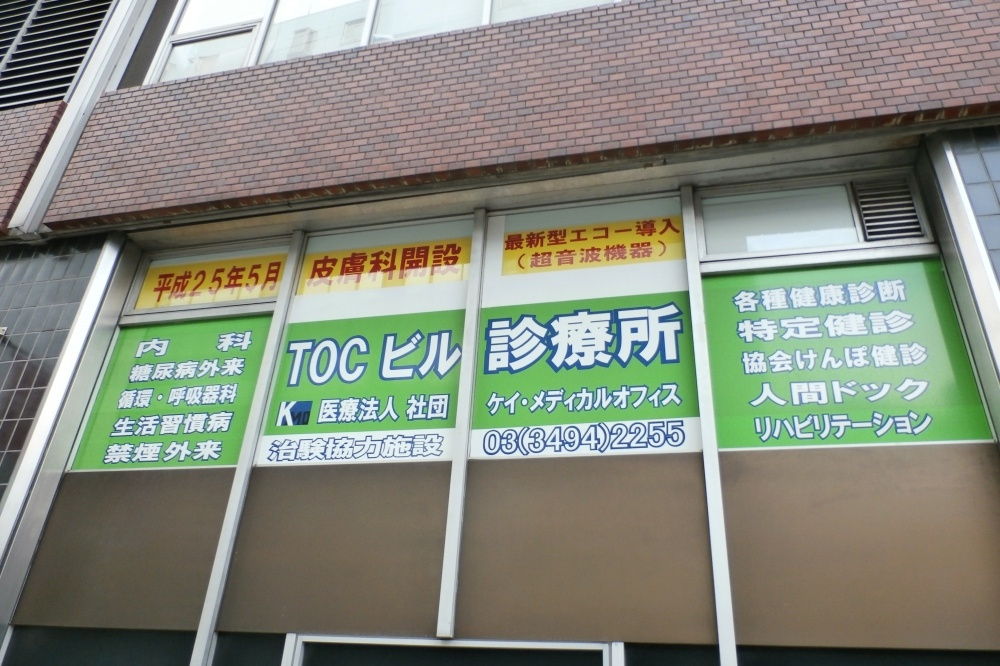 平成25年5月
皮膚科開設
最新型エコー導入
(超音波機器)
内 科
糖尿病外来
循環・呼吸器科
生活習慣病
禁煙外来
TOC ビル 診療所
KMO 医療法人 社団 ケイ・メディカルオフィス
治験協力施設 03(3494)2255
各種健康診断
特定健診
協会けんぽ健診
人間ドック
リハビリテーション